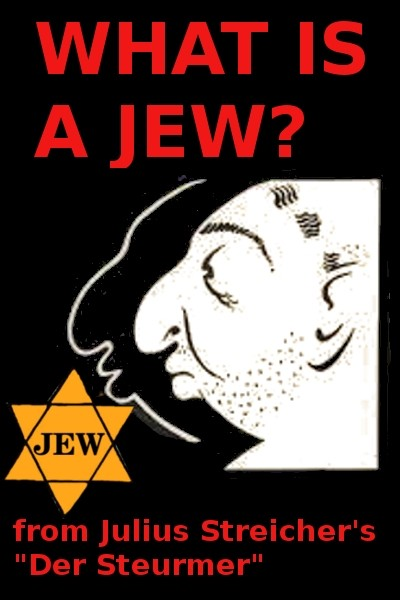 WHAT IS
A JEW?
JEW
from Julius Streicher's
"Der Steurmer"